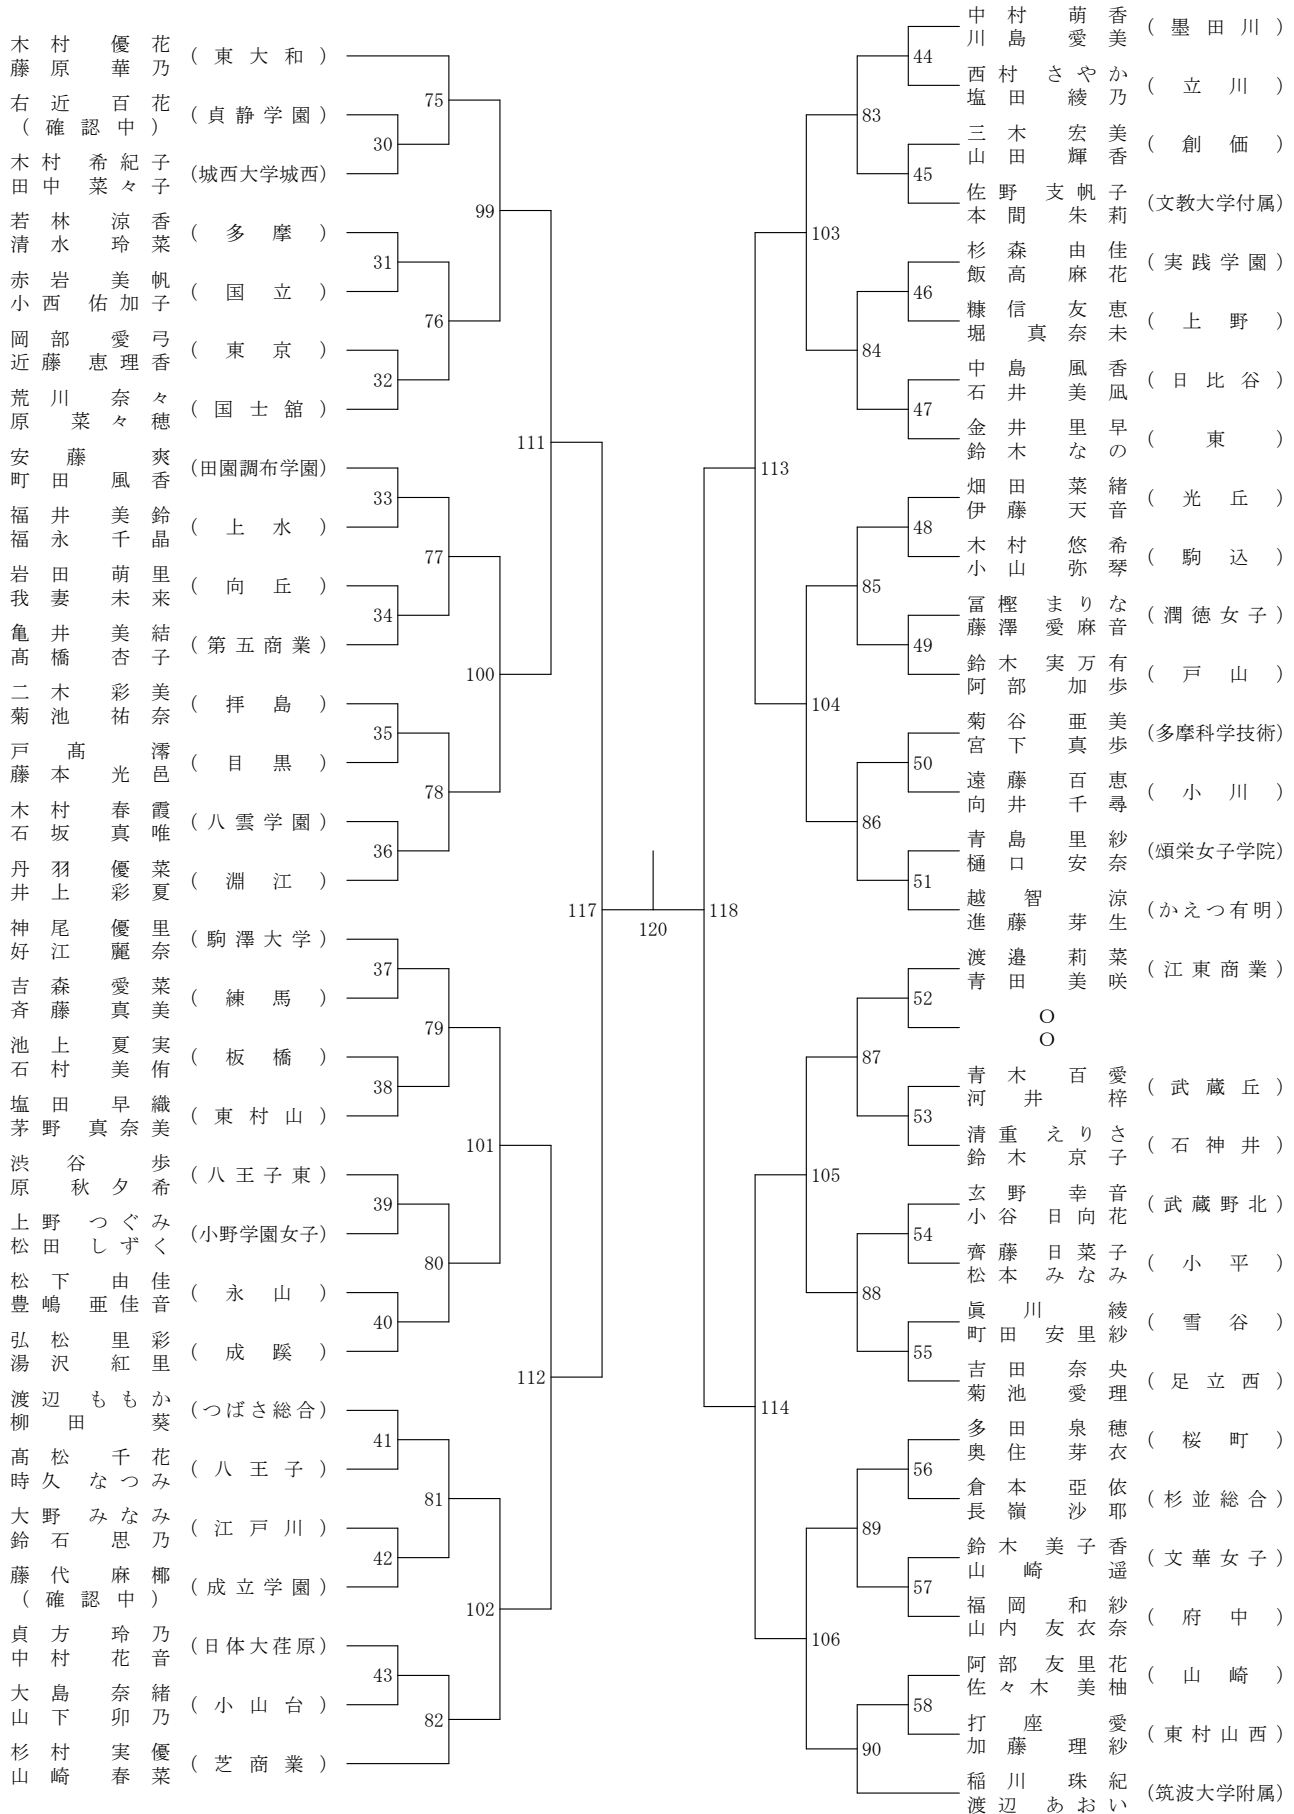 木村 優花
藤原 華乃
(東大和)
右近 百花
(確認中)
(貞静学園)
木村 希紀子
田中 菜々子
(城西大学城西)
若林 涼香
清水 玲菜
(多摩)
赤岩 美帆
小西 佑加子
(国立)
岡部 愛弓
近藤 恵理香
(東京)
荒川 奈々
原 菜々穂
(国士舘)
安藤 爽
町田 風香
(田園調布学園)
福井 美鈴
福永 千晶
(上水)
岩田 萌里
我妻 未来
(向丘)
亀井 美結
髙橋 杏子
(第五商業)
二木 彩美
菊池 祐奈
(拝島)
戸髙 澪
藤本 光邑
(目黒)
木村 春霞
石坂 真唯
(八雲学園)
丹羽 優菜
井上 彩夏
(淵江)
神尾 優里
好江 麗奈
(駒澤大学)
吉森 愛菜
斉藤 真美
(練馬)
池上 夏実
石村 美侑
(板橋)
塩田 早織
茅野 真奈美
(東村山)
渋谷 歩
原 秋夕希
(八王子東)
上野 つぐみ
松田 しずく
(小野学園女子)
松下 由佳
豊嶋 亜佳音
(永山)
弘松 里彩
湯沢 紅里
(成蹊)
渡辺 ももか
柳田 葵
(つばさ総合)
髙松 千花
時久 なつみ
(八王子)
大野 みなみ
鈴石 思乃
(江戸川)
藤代 麻椰
(確認中)
(成立学園)
貞方 玲乃
中村 花音
(日体大荏原)
大島 奈緒
山下 卯乃
(小山台)
杉村 実優
山崎 春菜
(芝商業)
30
31
32
33
34
35
36
37
38
39
40
41
42
43
75
76
77
78
79
80
81
82
99
100
101
102
111
112
117
120
118
113
114
103
104
105
106
83
84
85
86
87
88
89
90
44
45
46
47
48
49
50
51
52
53
54
55
56
57
58
中村 萌香
川島 愛美
(墨田川)
西村 さやか
塩田 綾乃
(立川)
三木 宏美
山田 輝香
(創価)
佐野 支帆子
本間 朱莉
(文教大学付属)
杉森 由佳
飯高 麻花
(実践学園)
糠信 友恵
堀 真奈未
(上野)
中島 風香
石井 美凪
(日比谷)
金井 里早
鈴木 なの
(東)
畑田 菜緒
伊藤 天音
(光丘)
木村 悠希
小山 弥琴
(駒込)
冨樫 まりな
藤澤 愛麻音
(潤徳女子)
鈴木 実万有
阿部 加歩
(戸山)
菊谷 亜美
宮下 真歩
(多摩科学技術)
遠藤 百恵
向井 千尋
(小川)
青島 里紗
樋口 安奈
(頌栄女子学院)
越智 涼
進藤 芽生
(かえつ有明)
渡邉 莉菜
青田 美咲
(江東商業)
O
O
青木 百愛
河井 梓
(武蔵丘)
清重 えりさ
鈴木 京子
(石神井)
玄野 幸音
小谷 日向花
(武蔵野北)
齊藤 日菜子
松本 みなみ
(小平)
眞川 綾
町田 安里紗
(雪谷)
吉田 奈央
菊池 愛理
(足立西)
多田 泉穂
奥住 芽衣
(桜町)
倉本 亞依
長嶺 沙耶
(杉並総合)
鈴木 美子香
山崎 遥
(文華女子)
福岡 和紗
山内 友衣奈
(府中)
阿部 友里花
佐々木 美柚
(山崎)
打座 愛
加藤 理紗
(東村山西)
稲川 珠紀
渡辺 あおい
(筑波大学附属)